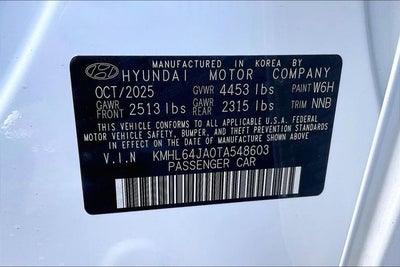 MANUFACTURED IN KOREA BY
HYUNDAI MOTOR COMPANY
OCT/2025 GVWR 4453 lbs PAINT W6H
GAWR FRONT 2513 lbs GAWR REAR 2315 lbs TRIM NNB
THIS VEHICLE CONFORMS TO ALL APPLICABLE U.S.A. FEDERAL
MOTOR VEHICLE SAFETY, BUMPER, AND THEFT PREVENTION
STANDARDS IN EFFECT ON THE DATE OF MANUFACTURE SHOWN ABOVE.
V.I.N KMHL64JA0TA548603
PASSENGER CAR